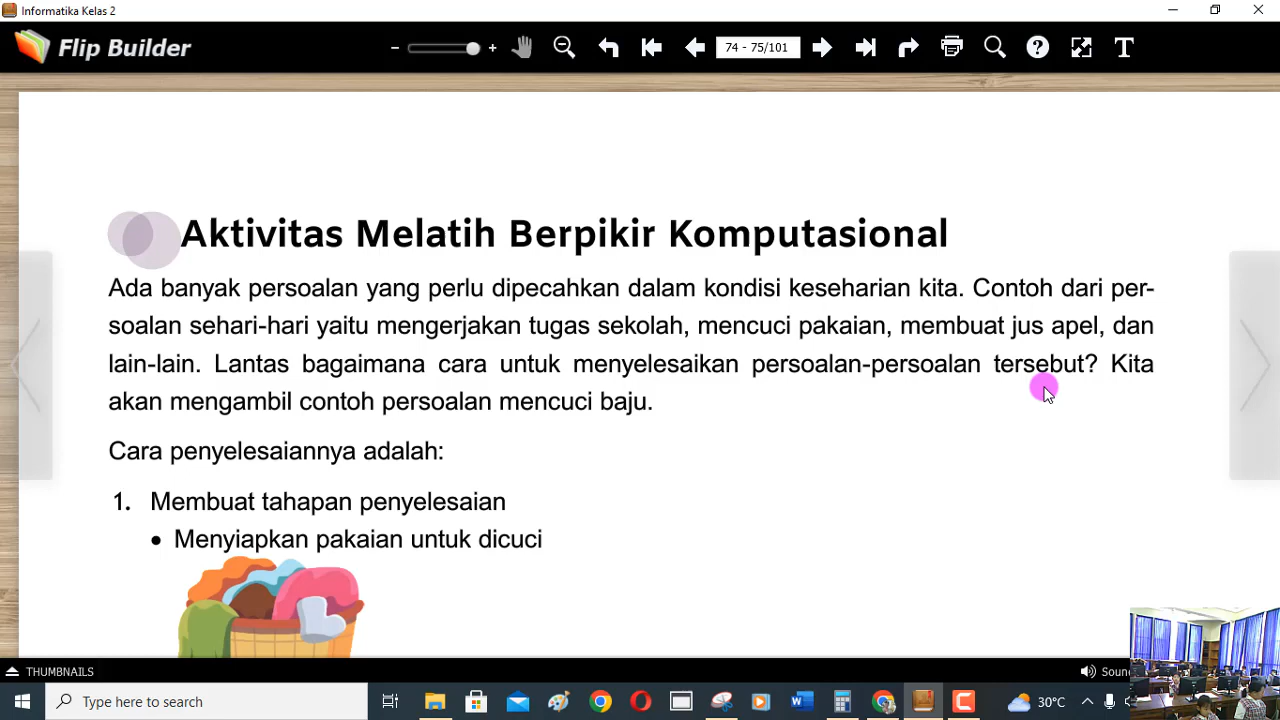 Informatika Kelas 2
Flip Builder
74 - 75/101
Aktivitas Melatih Berpikir Komputasional
Ada banyak persoalan yang perlu dipecahkan dalam kondisi keseharian kita. Contoh dari per-
soalan sehari-hari yaitu mengerjakan tugas sekolah, mencuci pakaian, membuat jus apel, dan
lain-lain. Lantas bagaimana cara untuk menyelesaikan persoalan-persoalan tersebut? Kita
akan mengambil contoh persoalan mencuci baju.
Cara penyelesaiannya adalah:
1. Membuat tahapan penyelesaian
• Menyiapkan pakaian untuk dicuci
THUMBNAILS
Soun
Type here to search
30°C